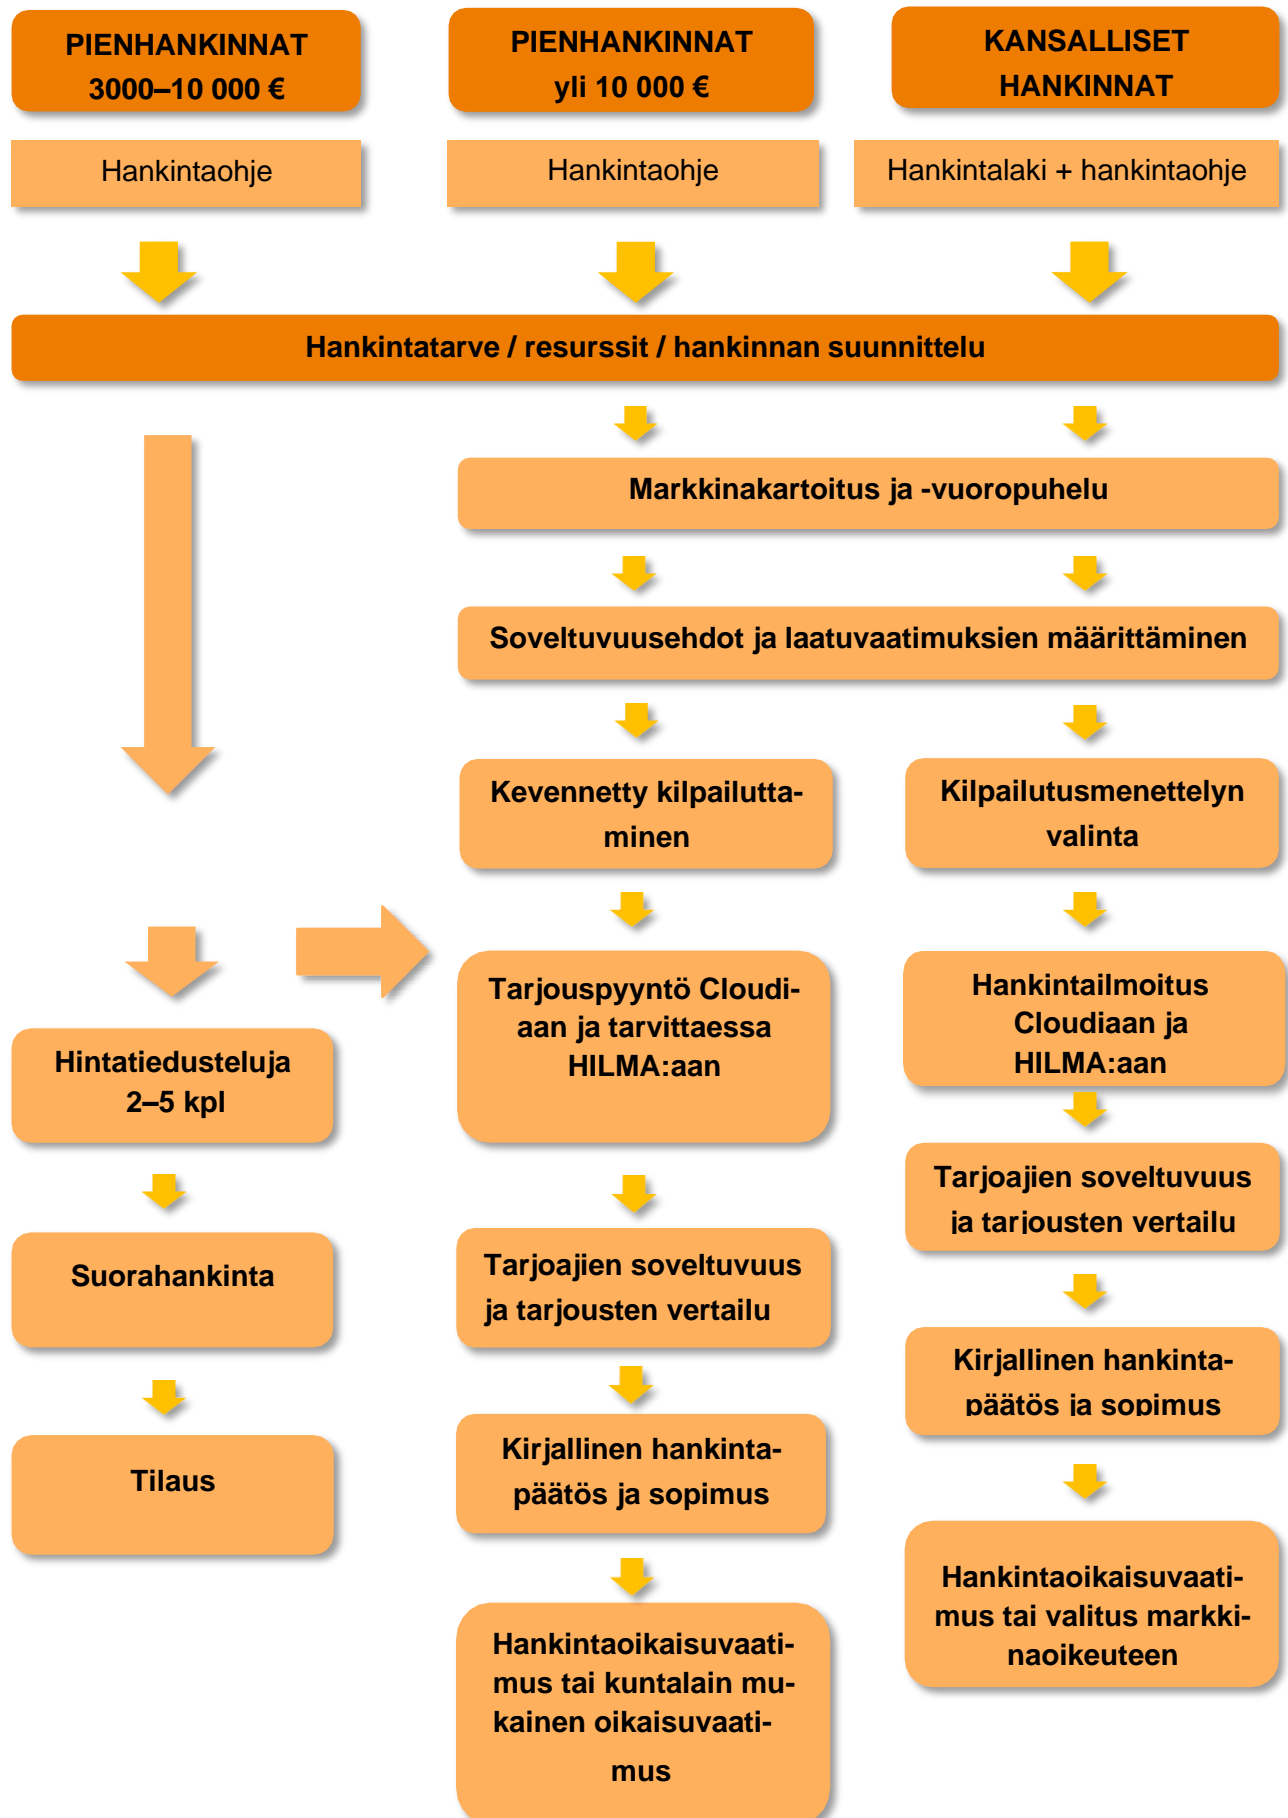 PIENHANKINNAT
3000–10 000 €
PIENHANKINNAT
yli 10 000 €
KANSALLISET
HANKINNAT
Hankintaohje
Hankintaohje
Hankintalaki + hankintaohje
Hankintatarve / resurssit / hankinnan suunnittelu
Markkinakartoitus ja -vuoropuhelu
Soveltuvuusehdot ja laatuvaatimuksien määrittäminen
Kevennetty kilpailutta-
minen
Kilpailutusmenettelyn
valinta
Tarjouspyyntö Cloudi-
aan ja tarvittaessa
HILMA:aan
Hankintailmoitus
Cloudiaan ja
HILMA:aan
Hintatiedusteluja
2–5 kpl
Tarjoajien soveltuvuus
ja tarjousten vertailu
Suorahankinta
Tarjoajien soveltuvuus
ja tarjousten vertailu
Kirjallinen hankinta-
päätös ja sopimus
Tilaus
Kirjallinen hankinta-
päätös ja sopimus
Hankintaoikaisuvaati-
mus tai valitus markki-
naoikeuteen
Hankintaoikaisuvaati-
mus tai kuntalain mu-
kainen oikaisuvaati-
mus